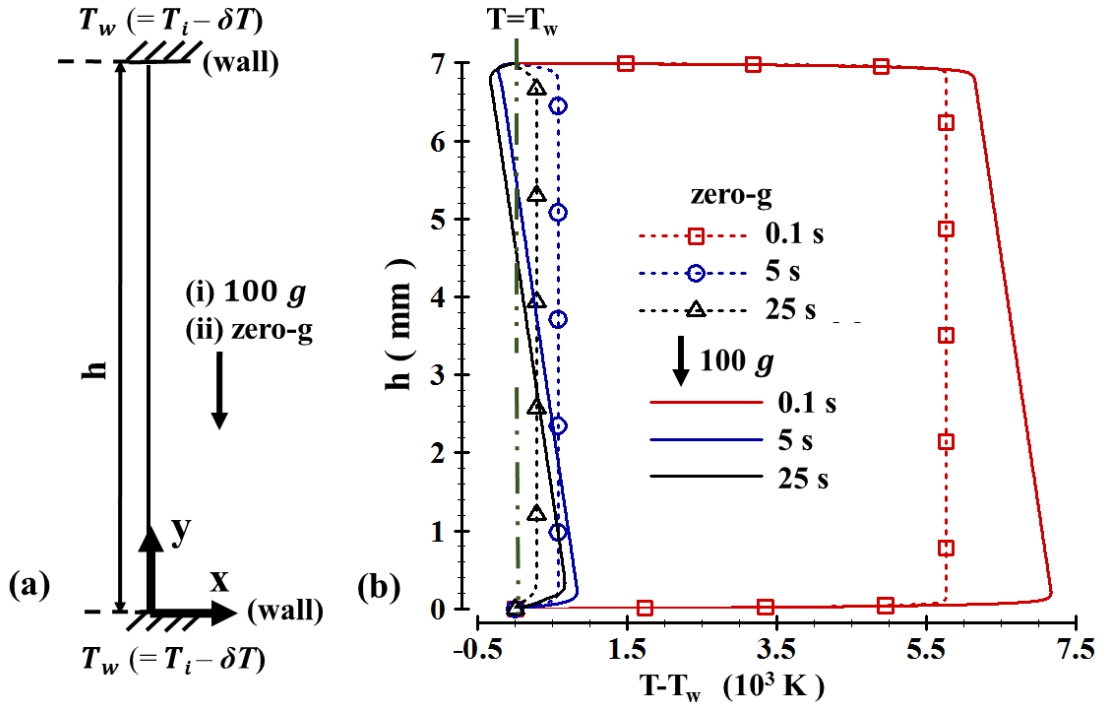 T_w (= T_i – δT)
(wall)
h
(i) 100 g
(ii) zero-g
y
x
(a)
(wall)
T_w (= T_i – δT)
T=T_w
7
6
5
4
3
2
1
0
h ( mm )
zero-g
0.1 s
5 s
25 s
100 g
0.1 s
5 s
25 s
(b)
-0.5
1.5
3.5
5.5
7.5
T-T_w (10³ K )